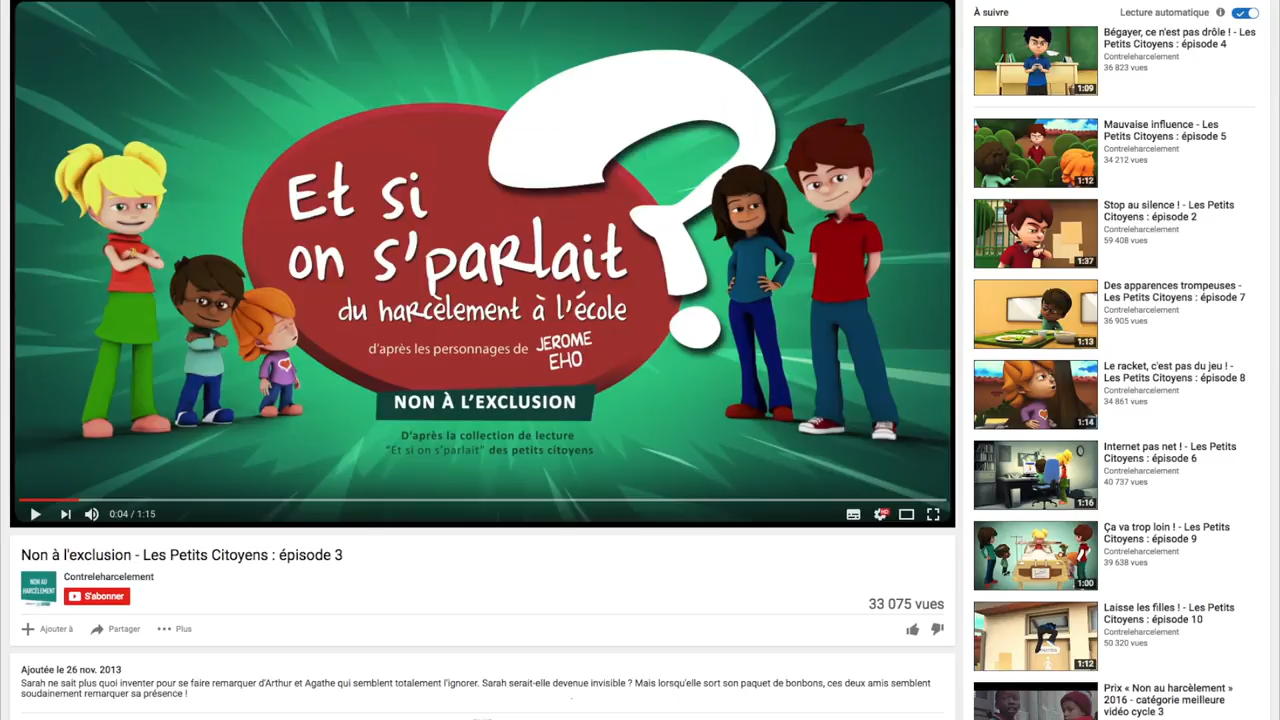 Et si
on s'parlait
du harcèlement à l'école
d'après les personnages de JEROME
EHO
NON À L'EXCLUSION
D'après la collection de lecture
"Et si on s'parlait" des petits citoyens
0:04 / 1:15
HD
Non à l'exclusion - Les Petits Citoyens : épisode 3
NON AU
HARCÈLEMENT
Contreleharcelement
S'abonner
33 075 vues
Ajouter à
Partager
Plus
Ajoutée le 26 nov. 2013
Sarah ne sait plus quoi inventer pour se faire remarquer d'Arthur et Agathe qui semblent totalement l'ignorer. Sarah serait-elle devenue invisible ? Mais lorsqu'elle sort son paquet de bonbons, ces deux amis semblent
soudainement remarquer sa présence !
À suivre
Lecture automatique
Bégayer, ce n'est pas drôle ! - Les
Petits Citoyens : épisode 4
Contreleharcelement
36 823 vues
1:09
Mauvaise influence - Les
Petits Citoyens : épisode 5
Contreleharcelement
34 212 vues
1:12
Stop au silence ! - Les Petits
Citoyens : épisode 2
Contreleharcelement
59 408 vues
1:37
Des apparences trompeuses -
Les Petits Citoyens : épisode 7
Contreleharcelement
36 905 vues
1:13
Le racket, c'est pas du jeu ! -
Les Petits Citoyens : épisode 8
Contreleharcelement
34 861 vues
1:14
Internet pas net ! - Les Petits
Citoyens : épisode 6
Contreleharcelement
40 737 vues
1:16
Ça va trop loin ! - Les Petits
Citoyens : épisode 9
Contreleharcelement
39 638 vues
1:00
Laisse les filles ! - Les Petits
Citoyens : épisode 10
Contreleharcelement
50 320 vues
1:12
Prix « Non au harcèlement »
2016 - catégorie meilleure
vidéo cycle 3